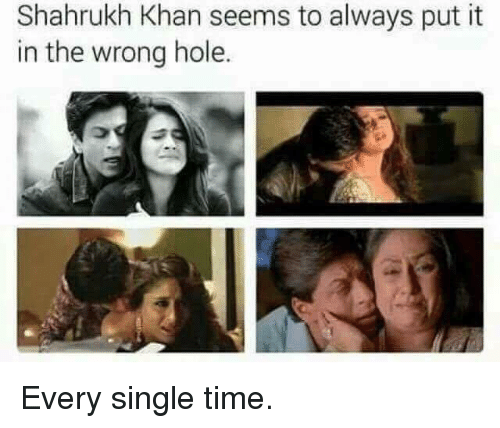 Shahrukh Khan seems to always put it
in the wrong hole.
Every single time.